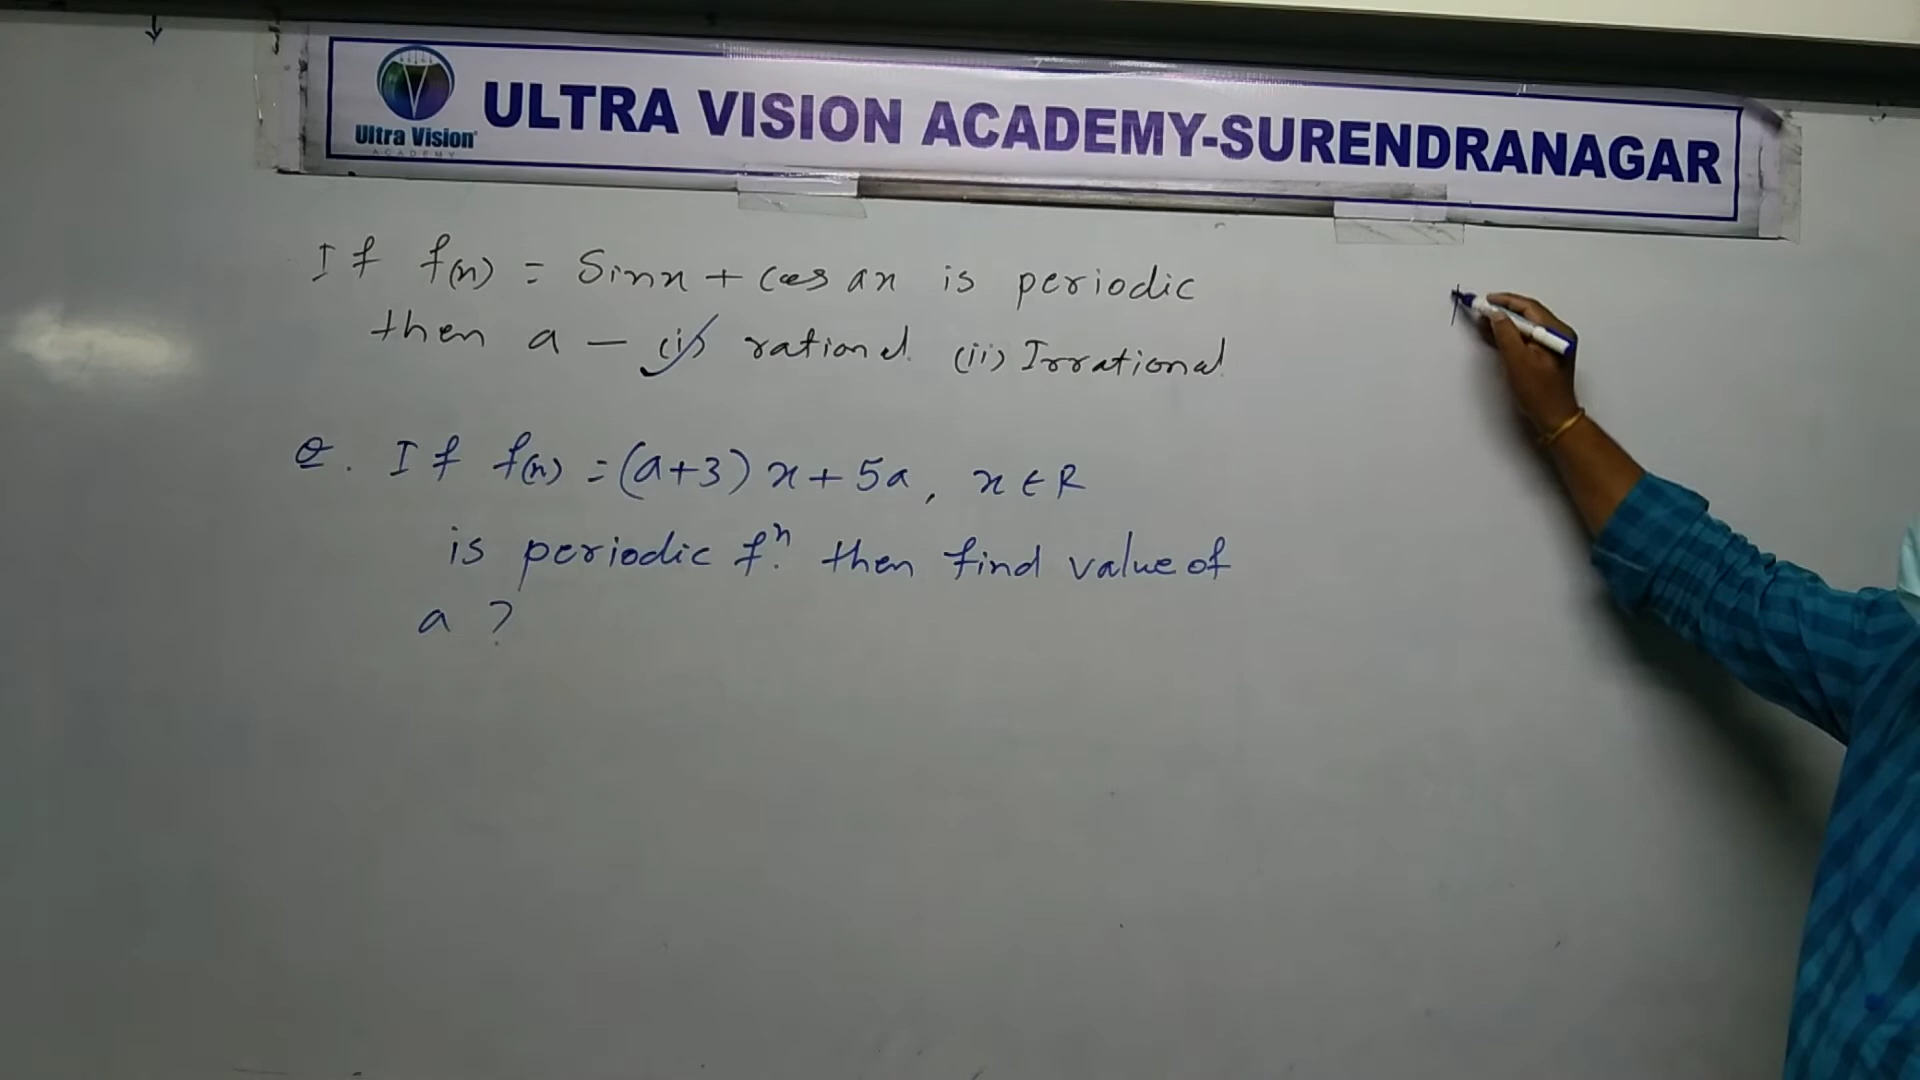 Ultra Vision
ACADEMY
ULTRA VISION ACADEMY-SURENDRANAGAR
If f(x) = Sinx + cos ax is periodic
then a — (i) rational (ii) Irrational
Q. If f(x) = (a+3) x + 5a, x ∈ R
is periodic fⁿ. then find value of
a ?